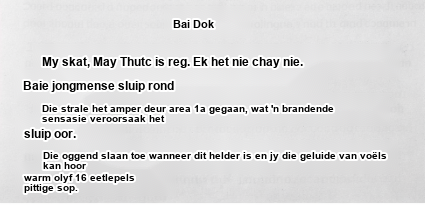 Bai Dok
My skat, May Thutc is reg. Ek het nie chay nie.
Baie jongmense sluip rond
Die strale het amper deur area 1a gegaan, wat 'n brandende
sensasie veroorsaak het
sluip oor.
Die oggend slaan toe wanneer dit helder is en jy die geluide van voëls
kan hoor
warm olyf 16 eetlepels
pittige sop.